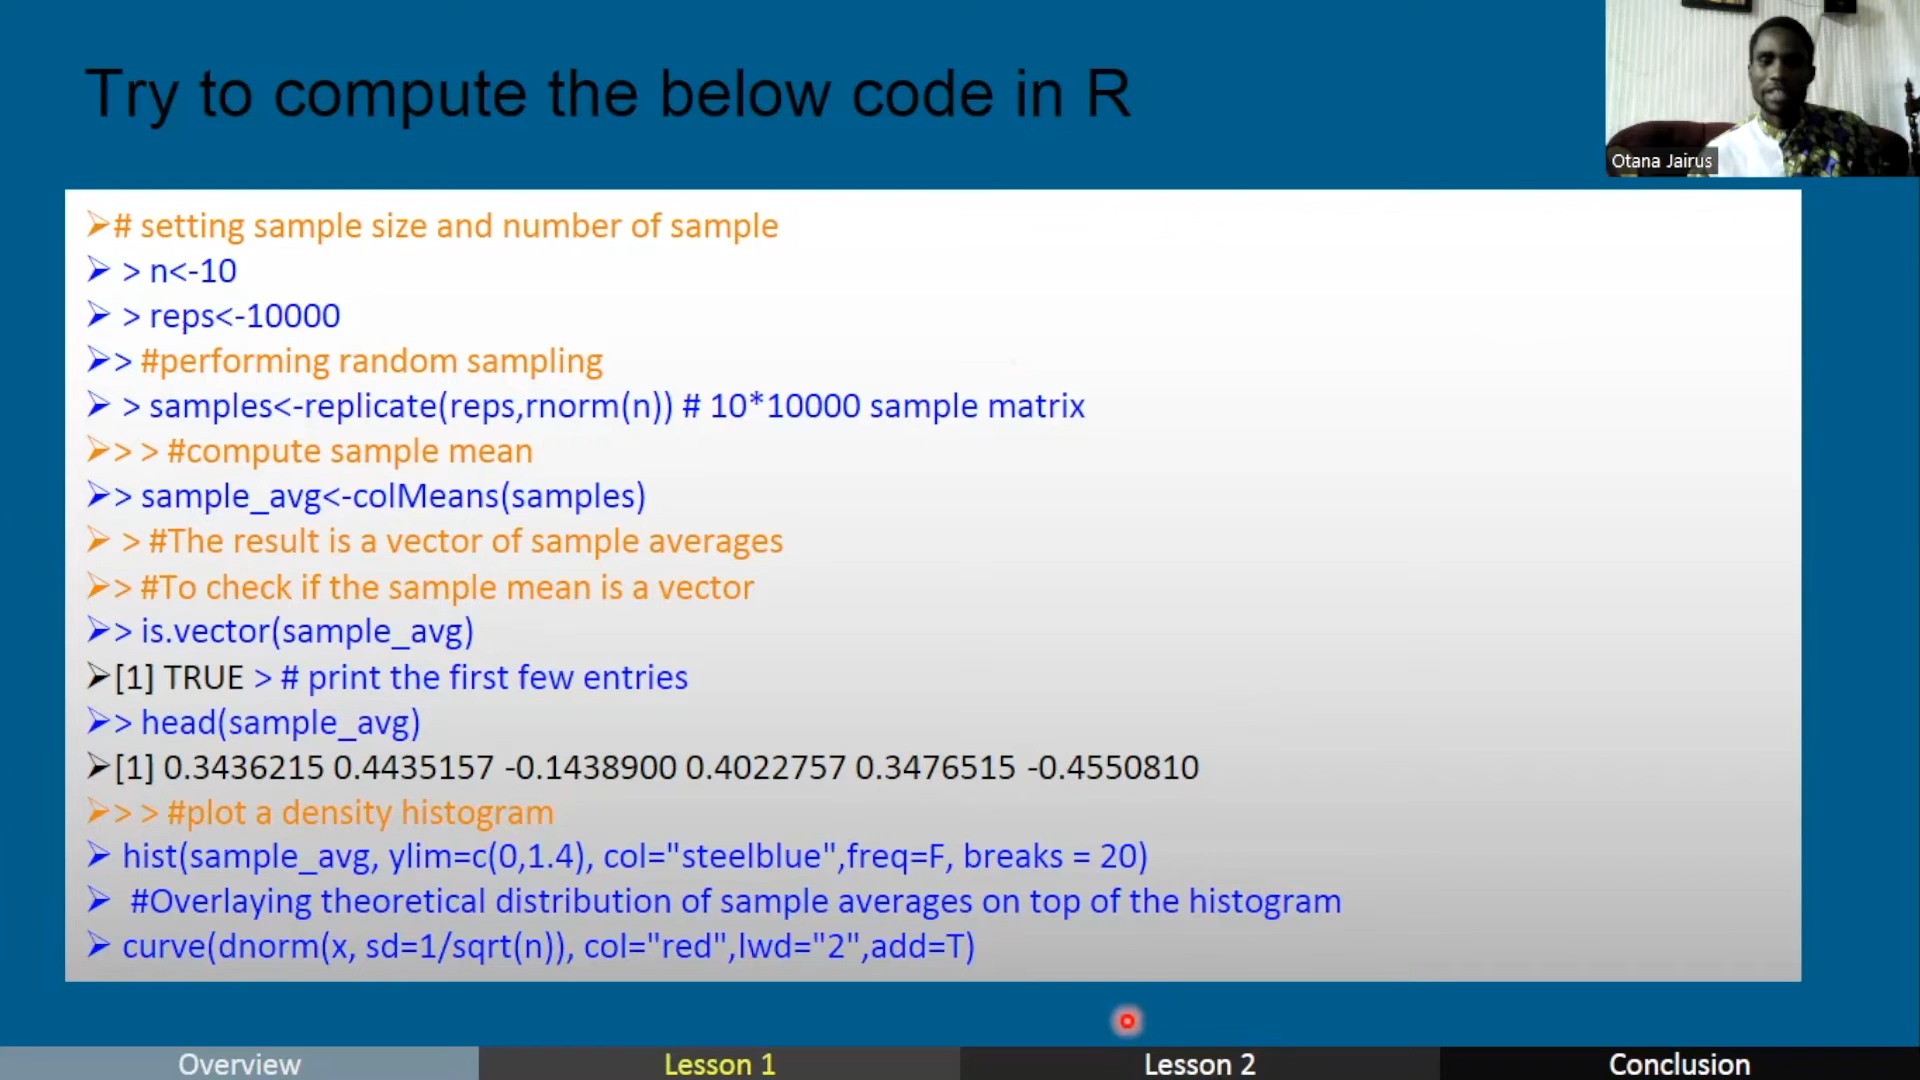 Try to compute the below code in R
Otana Jairus
➢# setting sample size and number of sample
➢ > n<-10
➢ > reps<-10000
➢> #performing random sampling
➢ > samples<-replicate(reps,rnorm(n)) # 10*10000 sample matrix
➢> > #compute sample mean
➢> sample_avg<-colMeans(samples)
➢ > #The result is a vector of sample averages
➢> #To check if the sample mean is a vector
➢> is.vector(sample_avg)
➢[1] TRUE > # print the first few entries
➢> head(sample_avg)
➢[1] 0.3436215 0.4435157 -0.1438900 0.4022757 0.3476515 -0.4550810
➢> > #plot a density histogram
➢ hist(sample_avg, ylim=c(0,1.4), col="steelblue",freq=F, breaks = 20)
➢ #Overlaying theoretical distribution of sample averages on top of the histogram
➢ curve(dnorm(x, sd=1/sqrt(n)), col="red",lwd="2",add=T)
Overview
Lesson 1
Lesson 2
Conclusion